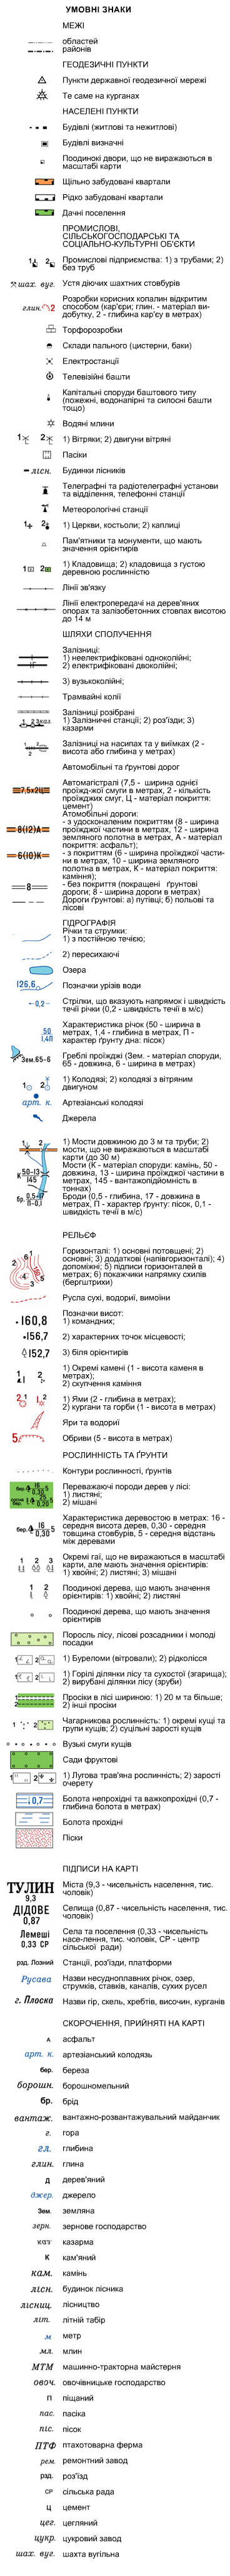 УМОВНІ ЗНАКИ
МЕЖІ
областей
районів
ГЕОДЕЗИЧНІ ПУНКТИ
Пункти державної геодезичної мережі
Те саме на курганах
НАСЕЛЕНІ ПУНКТИ
Будівлі (житлові та нежитлові)
Будівлі визначні
Поодинокі двори, що не виражаються в
масштабі карти
Щільно забудовані квартали
Рідко забудовані квартали
Дачні поселення
ПРОМИСЛОВІ,
СІЛЬСЬКОГОСПОДАРСЬКІ ТА
СОЦІАЛЬНО-КУЛЬТУРНІ ОБ'ЄКТИ
1 2 Промислові підприємства: 1) з трубами; 2)
без труб
шах. вуг. Устя діючих шахтних стовбурів
Розробки корисних копалин відкритим
способом (кар'єри; глин. - матеріал ви-
глин. 2 добутку, 2 - глибина кар'єру в метрах)
Торфорозробки
Склади пального (цистерни, баки)
Електростанції
Телевізійні башти
Капітальні споруди баштового типу
(пожежні, водонапірні та силосні башти
тощо)
Водяні млини
1 2 1) Вітряки; 2) двигуни вітряні
Пасіки
лісн. Будинки лісників
Телеграфні та радіотелеграфні установи
та відділення, телефонні станції
Метеорологічні станції
1 2 1) Церкви, костьоли; 2) каплиці
Пам'ятники та монументи, що мають
значення орієнтирів
1 2 1) Кладовища; 2) кладовища з густою
деревною рослинністю
Лінії зв'язку
Лінії електропередачі на дерев'яних
опорах та залізобетонних стовпах висотою
до 14 м
ШЛЯХИ СПОЛУЧЕННЯ
Залізниці:
1) неелектрифіковані одноколійні;
2) електрифіковані двоколійні;
3) вузькоколійні;
Трамвайні колії
Залізниці розібрані
1 2 3каз. 1) Залізничні станції; 2) роз'їзди; 3)
казарми
Залізниці на насипах та у виїмках (2 -
висота або глибина у метрах)
Автомобільні та ґрунтові дорог
Автомагістралі (7,5 - ширина однієї
7,5х2Ц проїжд-жої смуги в метрах, 2 - кількість
проїжджих смуг, Ц - матеріал покриття:
цемент)
Атомобільні дороги:
8(12)А - з удосконаленим покриттям (8 - ширина
проїжджої частини в метрах, 12 - ширина
земляного полотна в метрах, А - матеріал
покриття: асфальт);
6(10)К - з покриттям (6 - ширина проїжджої части-
ни в метрах, 10 - ширина земляного
полотна в метрах, К - матеріал покриття:
каміння);
8 - без покриття (покращені ґрунтові
дороги; 8 - ширина дороги в метрах)
Дороги ґрунтові: а) путівці; б) польові та
лісові
ГІДРОГРАФІЯ
Річки та струмки:
1) з постійною течією;
2) пересихаючі
Озера
126,6 Позначки урізів води
0,2 Стрілки, що вказують напрямок і швидкість
течії річки (0,2 - швидкість течії в м/с)
50 Характеристика річок (50 - ширина в
1,4П метрах, 1,4 - глибина в метрах, П -
характер ґрунту дна: пісок)
Зем.65-6 Греблі проїжджі (Зем. - матеріал споруди,
65 - довжина, 6 - ширина в метрах)
1 2 1) Колодязі; 2) колодязі з вітряним
двигуном
арт. к. Артезіанські колодязі
Джерела
1 2 1) Мости довжиною до 3 м та труби; 2)
мости, що не виражаються в масштабі
карти (до 30 м)
К 50-13 145 Мости (К - матеріал споруди: камінь, 50 -
довжина, 13 - ширина проїжджої частини в
метрах, 145 - вантажопідйомність в
тоннах)
бр. 0,5-17 П-0,1 Броди (0,5 - глибина, 17 - довжина в
метрах, П - характер ґрунту: пісок, 0,1 -
швидкість течії в м/с)
РЕЛЬЄФ
1 2 3 4 5 6 Горизонталі: 1) основні потовщені; 2)
основні; 3) додаткові (напівгоризонталі); 4)
допоміжні; 5) підписи горизонталей в
метрах; 6) покажчики напрямку схилів
(бергштрихи)
Русла сухі, водориї, вимоїни
Позначки висот:
160,8 1) командних;
156,7 2) характерних точок місцевості;
152,7 3) біля орієнтирів
1 2 1) Окремі камені (1 - висота каменя в
метрах);
2) скупчення каміння
1 2 1) Ями (2 - глибина в метрах);
2) кургани та горби (1 - висота в метрах)
Яри та водориї
5 Обриви (5 - висота в метрах)
РОСЛИННІСТЬ ТА ҐРУНТИ
Контури рослинності, ґрунтів
Переважаючі породи дерев у лісі:
1) листяні;
2) мішані
бер. 16 0,30 5 Характеристика деревостою в метрах: 16 -
середня висота дерев, 0,30 - середня
товщина стовбурів, 5 - середня відстань
між деревами
1 2 3 Окремі гаї, що не виражаються в масштабі
карти, але мають значення орієнтирів:
1) хвойні; 2) листяні; 3) мішані
1 2 Поодинокі дерева, що мають значення
орієнтирів: 1) хвойні; 2) листяні
Поодинокі дерева, що мають значення
орієнтирів
Поросль лісу, лісові розсадники і молоді
посадки
1 2 1) Буреломи (вітровали); 2) рідколісся
1 2 1) Горілі ділянки лісу та сухостої (згарища);
2) вирубані ділянки лісу (зруби)
1 2 Просіки в лісі шириною: 1) 20 м та більше;
2) інші просіки
1 2 Чагарникова рослинність: 1) окремі кущі та
групи кущів; 2) суцільні зарості кущів
Вузькі смуги кущів
Сади фруктові
1 2 1) Лугова трав'яна рослинність; 2) зарості
очерету
0,7 Болота непрохідні та важкопрохідні (0,7 -
глибина болота в метрах)
Болота прохідні
Піски
ПІДПИСИ НА КАРТІ
ТУЛИН Міста (9,3 - чисельність населення, тис.
9,3 чоловік)
ДІДОВЕ Селища (0,87 - чисельність населення, тис.
0,87 чоловік)
Лемеші Села та поселення (0,33 - чисельність
0,33 СР насе-лення, тис. чоловік, СР - центр
сільської ради)
рзд. Лозний Станції, роз'їзди, платформи
Русава Назви несудноплавних річок, озер,
струмків, ставків, каналів, сухих русел
г. Плоска Назви гір, скель, хребтів, височин, курганів
СКОРОЧЕННЯ, ПРИЙНЯТІ НА КАРТІ
А асфальт
арт. к. артезіанський колодязь
бер. береза
борошн. борошномельний
бр. брід
вантаж. вантажно-розвантажувальний майданчик
г. гора
гл. глибина
глин. глина
Д дерев'яний
джер. джерело
Зем. земляна
зерн. зернове господарство
каз казарма
К кам'яний
кам. камінь
лісн. будинок лісника
лісниц. лісництво
літ. літній табір
м метр
мл. млин
МТМ машинно-тракторна майстерня
овоч. овочівницьке господарство
П піщаний
пас. пасіка
піс. пісок
ПТФ птахотоварна ферма
рем. ремонтний завод
рзд. роз'їзд
СР сільська рада
Ц цемент
цег. цегляний
цукр. цукровий завод
шах. вуг. шахта вугільна